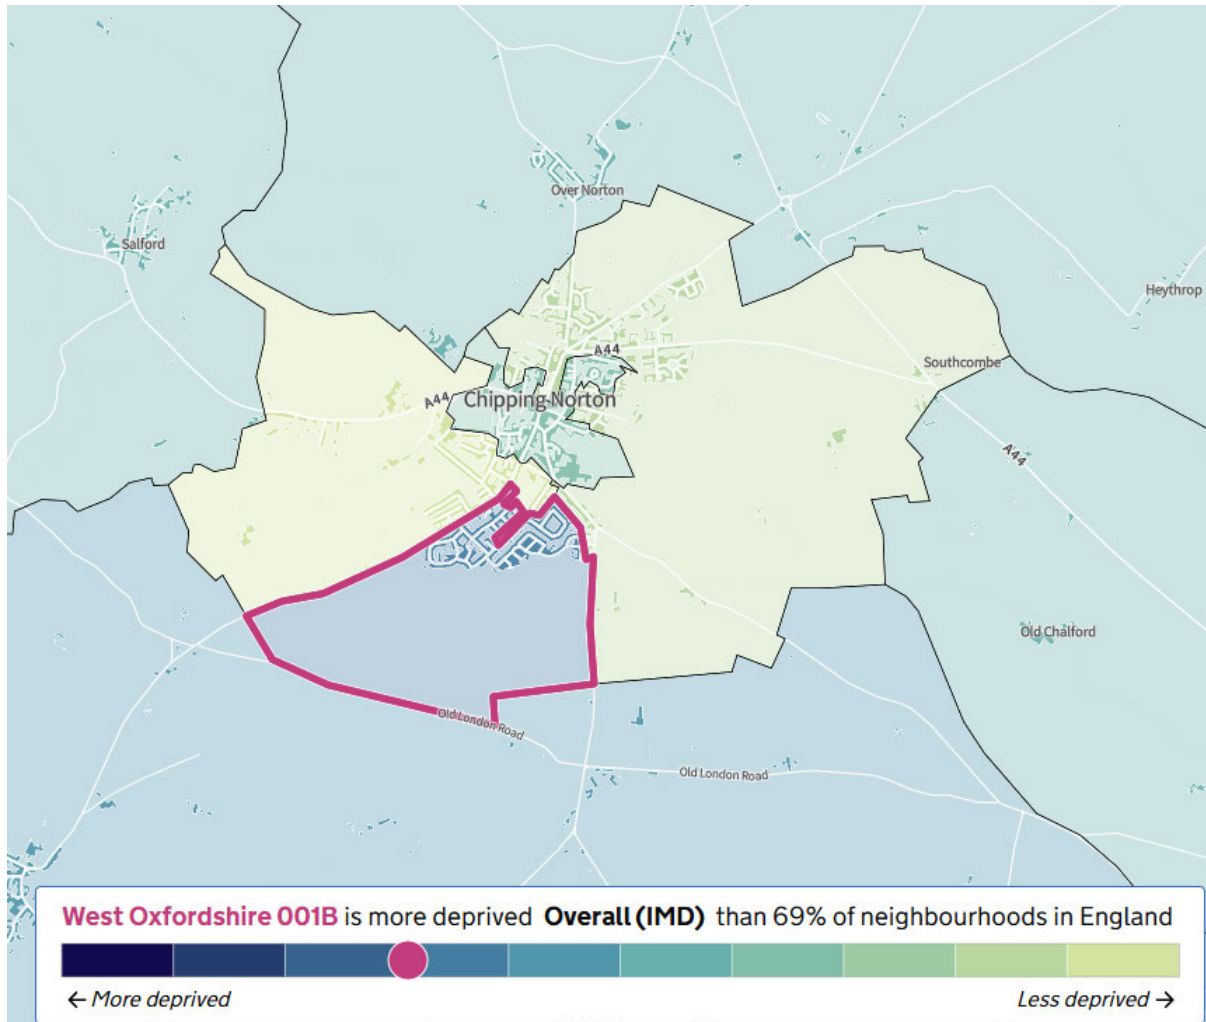 Over Norton
Salford
Heythrop
A44
Southcombe
A44
Chipping Norton
A44
Old Chalford
Old London Road
Old London Road
West Oxfordshire 001B is more deprived Overall (IMD) than 69% of neighbourhoods in England
← More deprived
Less deprived →